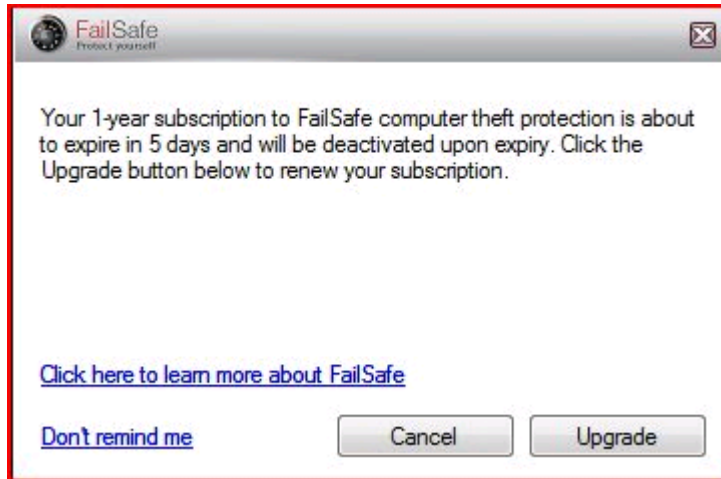 FailSafe
Protect yourself
Your 1-year subscription to FailSafe computer theft protection is about
to expire in 5 days and will be deactivated upon expiry. Click the
Upgrade button below to renew your subscription.
Click here to learn more about FailSafe
Don't remind me
Cancel
Upgrade